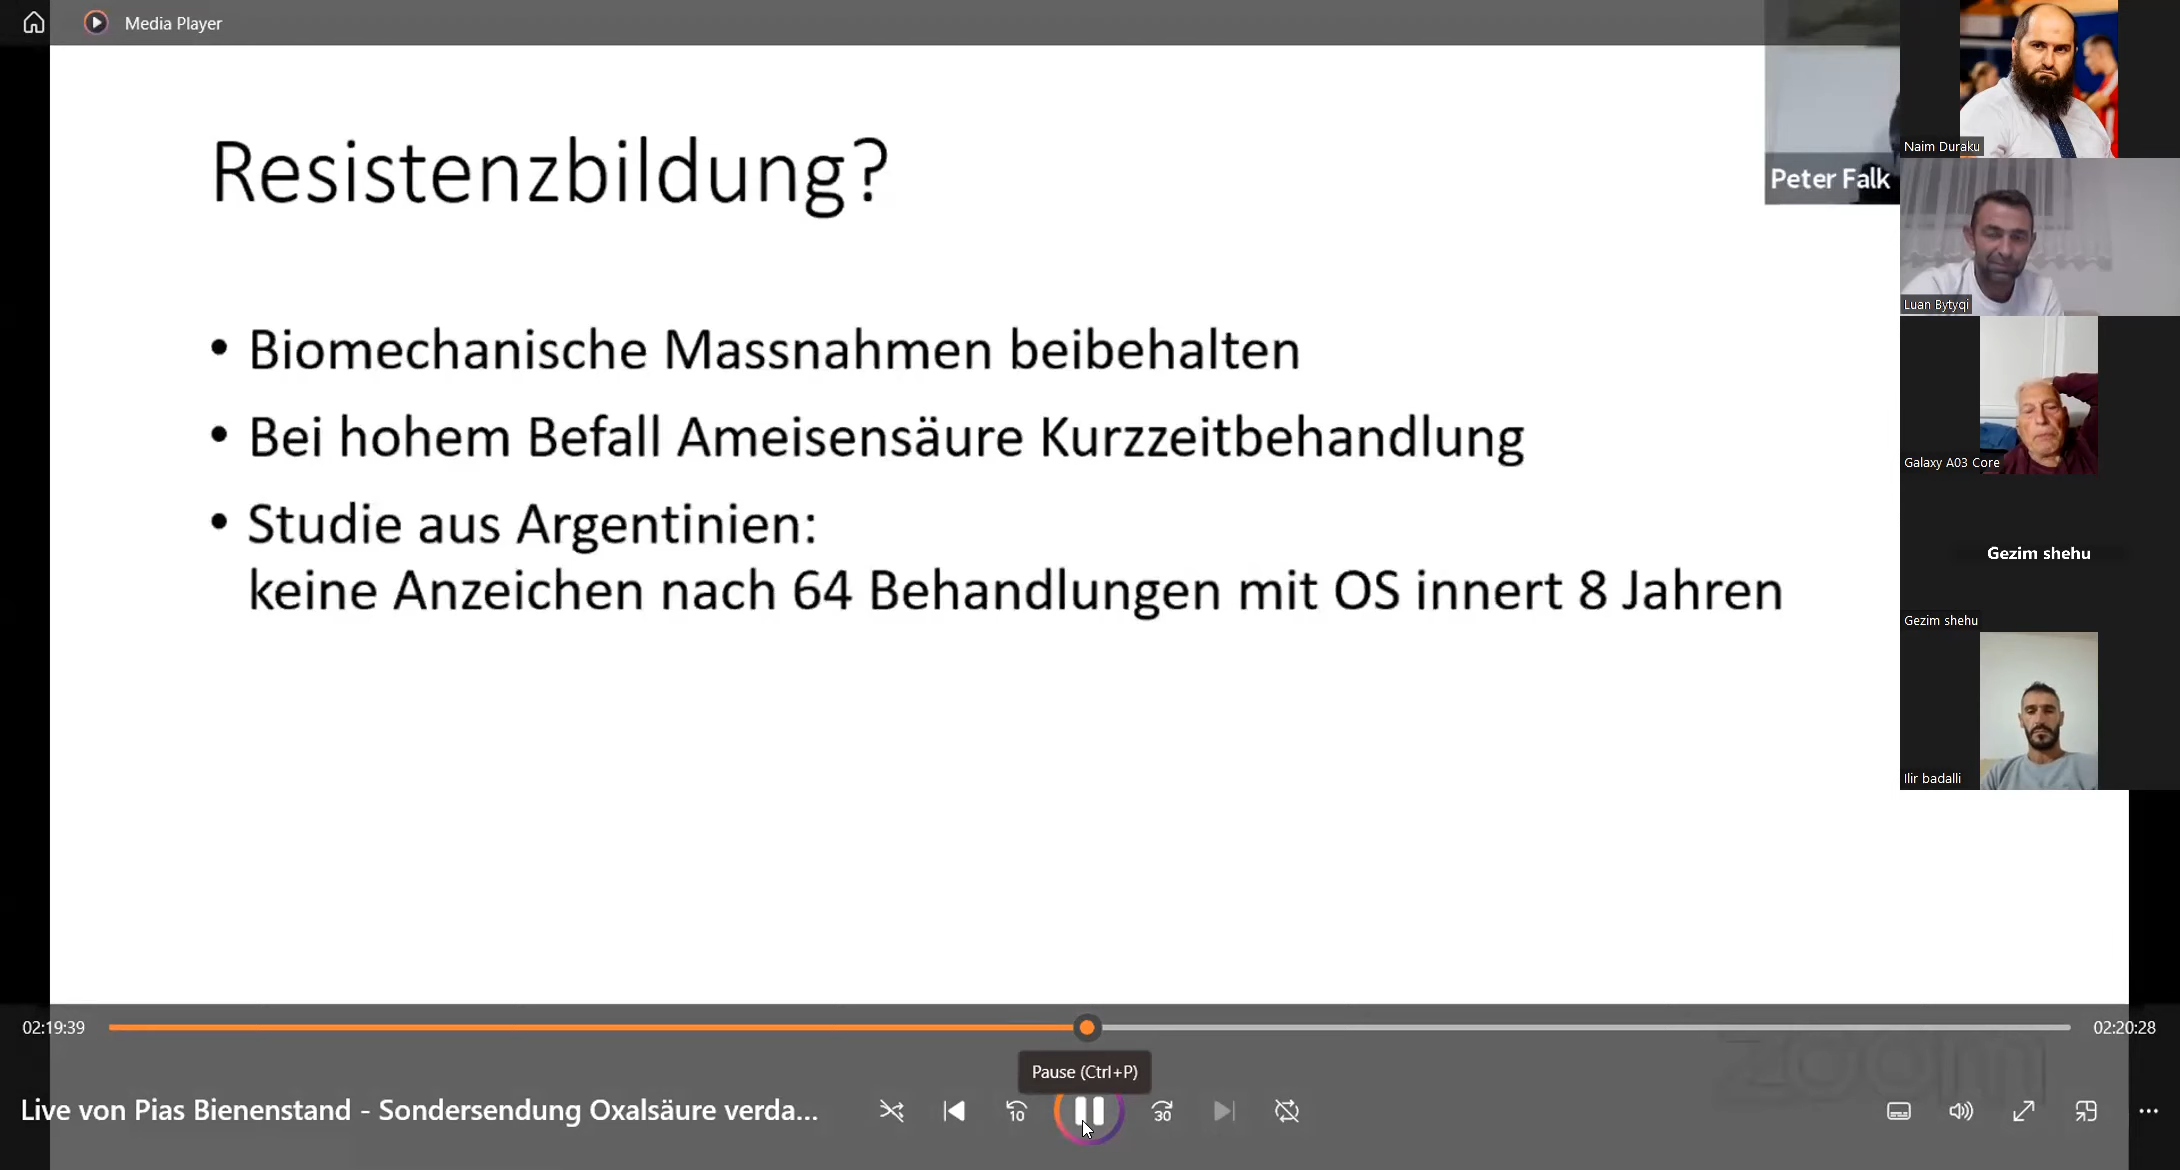 Media Player
Resistenzbildung?
• Biomechanische Massnahmen beibehalten
• Bei hohem Befall Ameisensäure Kurzzeitbehandlung
• Studie aus Argentinien:
keine Anzeichen nach 64 Behandlungen mit OS innert 8 Jahren
Peter Falk
Naim Duraku
Luan Bytyqi
Galaxy A03 Core
Gezim shehu
Gezim shehu
Ilir badalli
02:19:39
02:20:28
zoom
Pause (Ctrl+P)
Live von Pias Bienenstand - Sondersendung Oxalsäure verda...
10
30